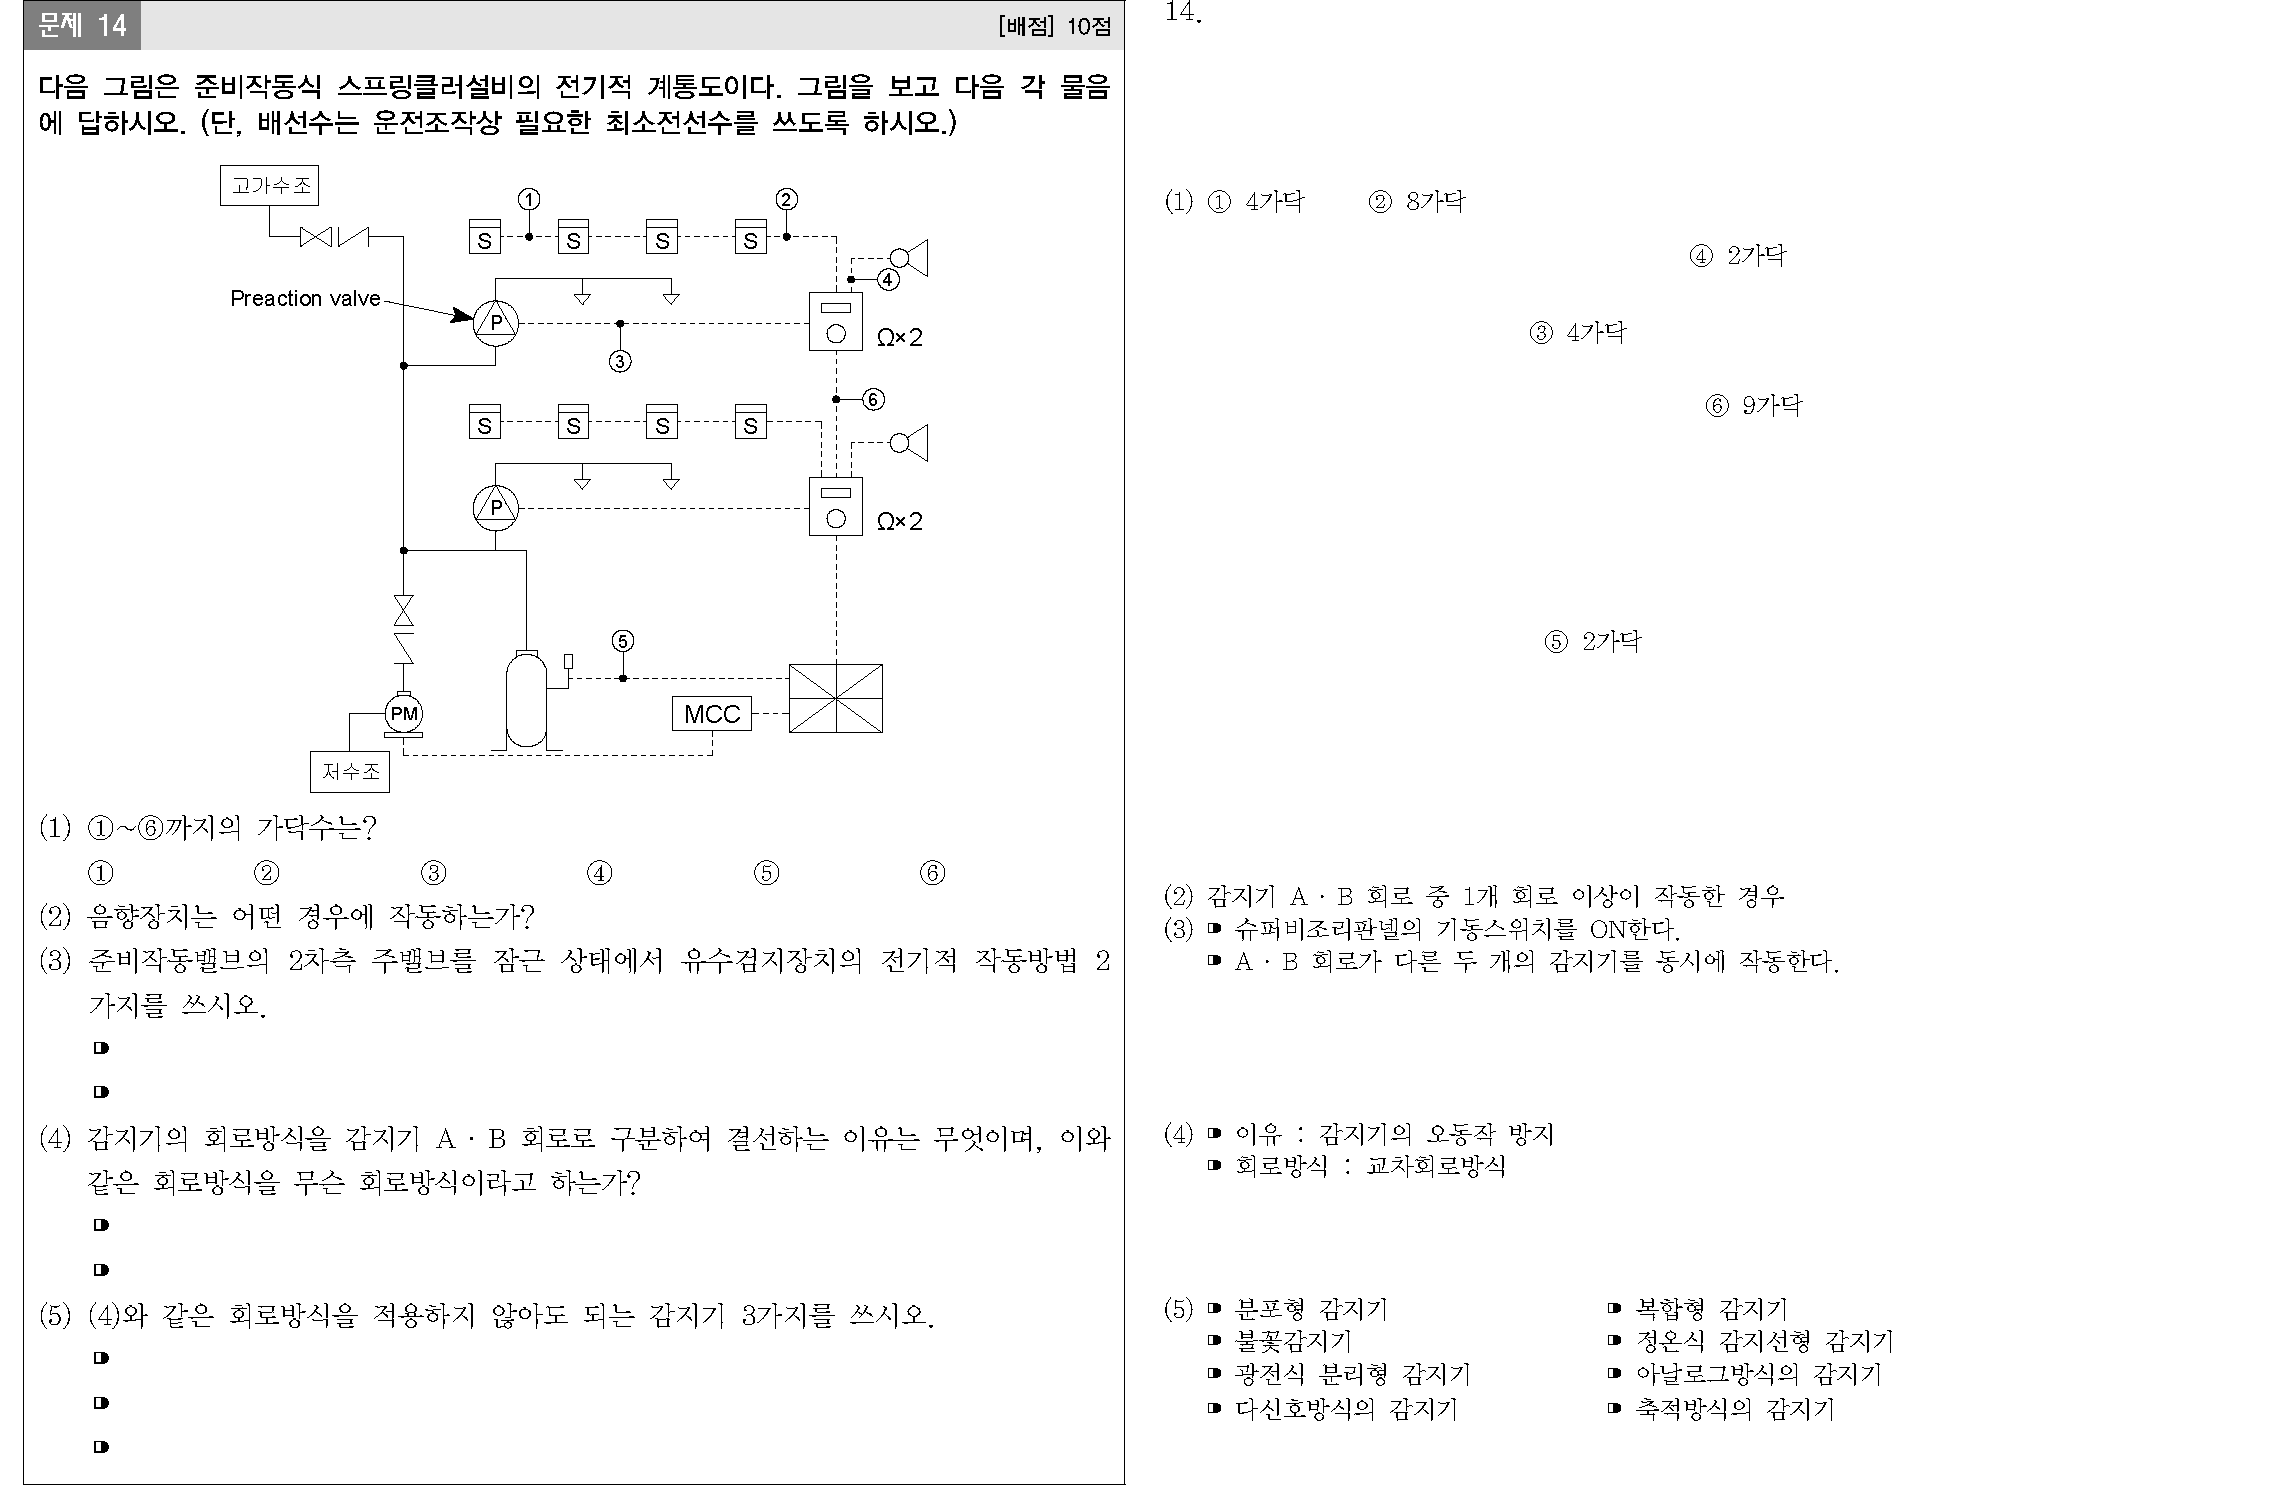 문제 14
[배점] 10점
다음 그림은 준비작동식 스프링클러설비의 전기적 계통도이다. 그림을 보고 다음 각 물음
에 답하시오. (단, 배선수는 운전조작상 필요한 최소전선수를 쓰도록 하시오.)
고가수조
① ②
S S S S
④
Preaction valve
P
Ω×2
③
⑥
S S S S
P
Ω×2
⑤
MCC
PM
저수조
(1) ①~⑥까지의 가닥수는?
① ② ③ ④ ⑤ ⑥
(2) 음향장치는 어떤 경우에 작동하는가?
(3) 준비작동밸브의 2차측 주밸브를 잠근 상태에서 유수검지장치의 전기적 작동방법 2
가지를 쓰시오.
(4) 감지기의 회로방식을 감지기 A · B 회로로 구분하여 결선하는 이유는 무엇이며, 이와
같은 회로방식을 무슨 회로방식이라고 하는가?
(5) (4)와 같은 회로방식을 적용하지 않아도 되는 감지기 3가지를 쓰시오.
14.
(1) ① 4가닥 ② 8가닥
④ 2가닥
③ 4가닥
⑥ 9가닥
⑤ 2가닥
(2) 감지기 A · B 회로 중 1개 회로 이상이 작동한 경우
(3) 슈퍼비조리판넬의 기동스위치를 ON한다.
A · B 회로가 다른 두 개의 감지기를 동시에 작동한다.
(4) 이유 : 감지기의 오동작 방지
회로방식 : 교차회로방식
(5) 분포형 감지기 복합형 감지기
불꽃감지기 정온식 감지선형 감지기
광전식 분리형 감지기 아날로그방식의 감지기
다신호방식의 감지기 축적방식의 감지기